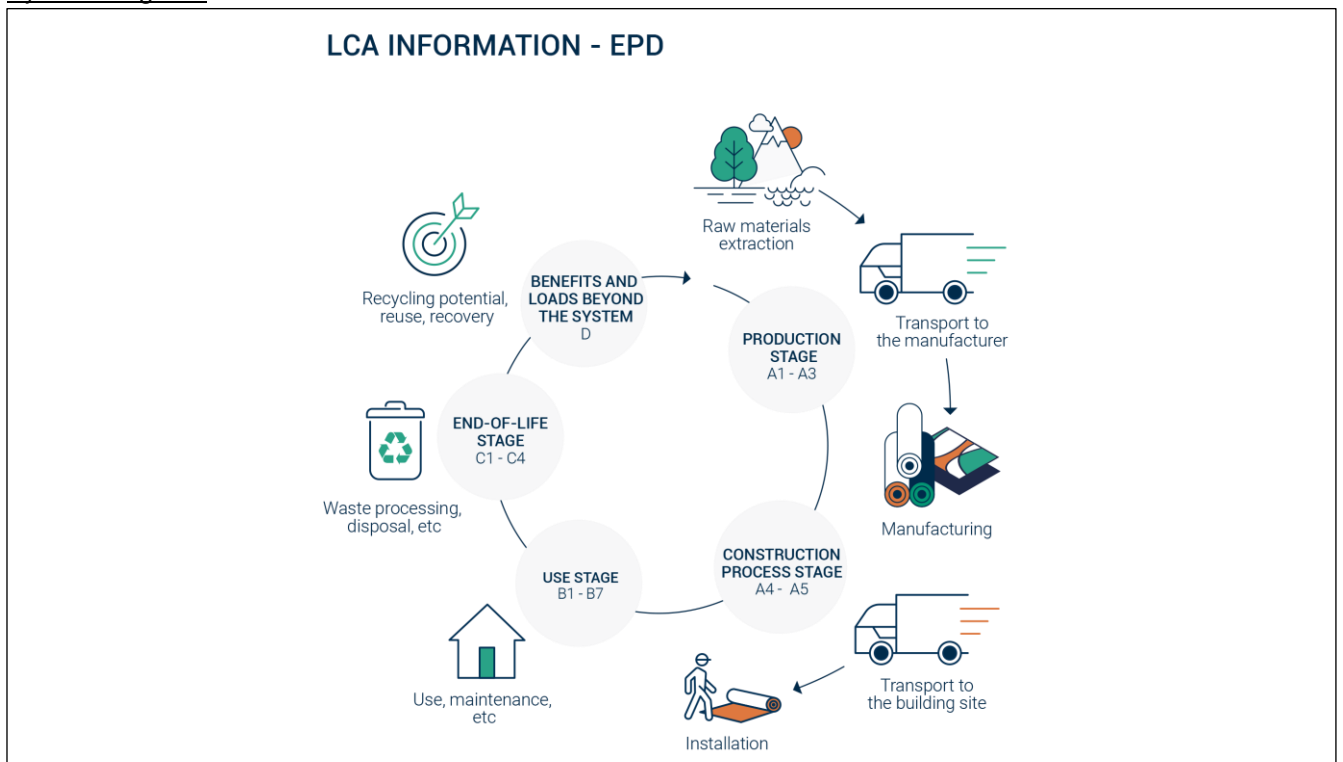 LCA INFORMATION - EPD
Raw materials
extraction
Transport to
the manufacturer
Manufacturing
Transport to
the building site
Installation
Use, maintenance,
etc
Waste processing,
disposal, etc
Recycling potential,
reuse, recovery
BENEFITS AND
LOADS BEYOND
THE SYSTEM
D
PRODUCTION
STAGE
A1 - A3
CONSTRUCTION
PROCESS STAGE
A4 - A5
USE STAGE
B1 - B7
END-OF-LIFE
STAGE
C1 - C4